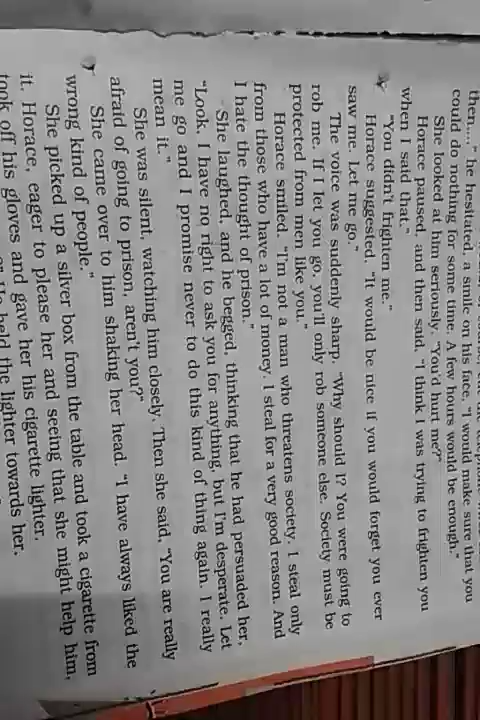 then....” he hesitated, a smile on his face, “I would make sure that you
could do nothing for some time. A few hours would be enough.”
She looked at him seriously. “You'd hurt me?”
Horace paused, and then said, “I think I was trying to frighten you
when I said that.”
“You didn't frighten me.”
Horace suggested, “It would be nice if you would forget you ever
saw me. Let me go.”
The voice was suddenly sharp. “Why should I? You were going to
rob me. If I let you go, you'll only rob someone else. Society must be
protected from men like you.”
Horace smiled. “I'm not a man who threatens society. I steal only
from those who have a lot of money. I steal for a very good reason. And
I hate the thought of prison.”
She laughed, and he begged, thinking that he had persuaded her,
“Look, I have no right to ask you for anything, but I'm desperate. Let
me go and I promise never to do this kind of thing again. I really
mean it.”
She was silent, watching him closely. Then she said, “You are really
afraid of going to prison, aren't you?”
She came over to him shaking her head. “I have always liked the
wrong kind of people.”
She picked up a silver box from the table and took a cigarette from
it. Horace, eager to please her and seeing that she might help him,
took off his gloves and gave her his cigarette lighter.
held the lighter towards her.